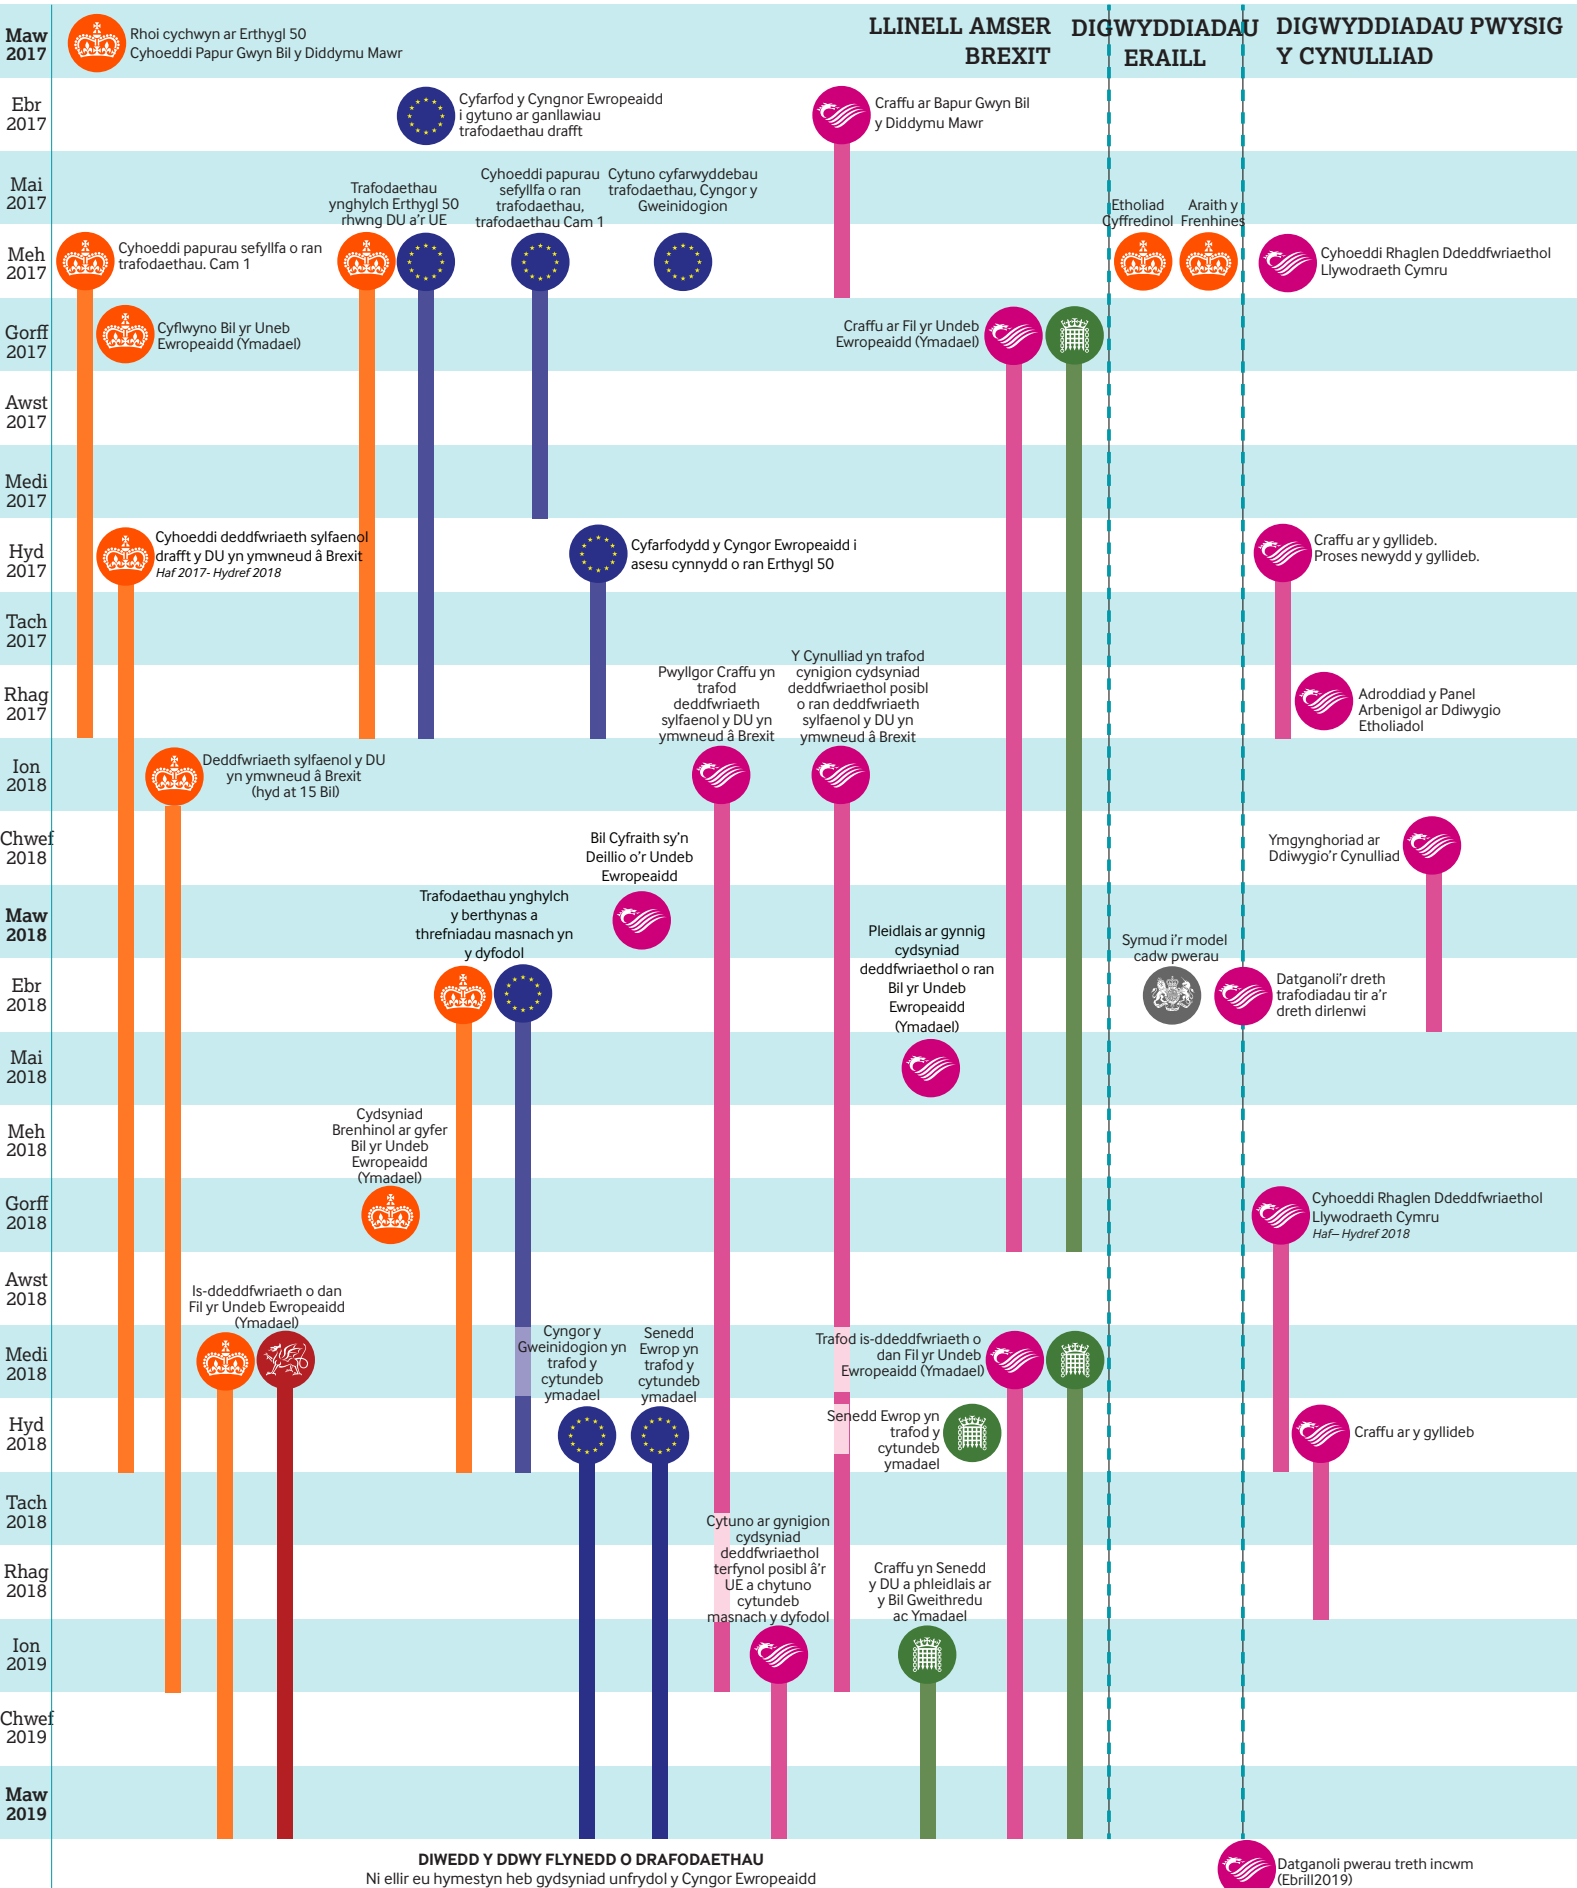 LLINELL AMSER
BREXIT
DIGWYDDIADAU
ERAILL
DIGWYDDIADAU PWYSIG
Y CYNULLIAD
Maw
2017
Rhoi cychwyn ar Erthygl 50
Cyhoeddi Papur Gwyn Bil y Diddymu Mawr
Ebr
2017
Cyfarfod y Cyngnor Ewropeaidd
i gytuno ar ganllawiau
trafodaethau drafft
Craffu ar Bapur Gwyn Bil
y Diddymu Mawr
Mai
2017
Trafodaethau
ynghylch Erthygl 50
rhwng DU a'r UE
Cyhoeddi papurau
sefyllfa o ran
trafodaethau,
trafodaethau Cam 1
Cytuno cyfarwyddebau
trafodaethau, Cyngor y
Gweinidogion
Etholiad
Cyffredinol
Araith y
Frenhines
Meh
2017
Cyhoeddi papurau sefyllfa o ran
trafodaethau. Cam 1
Cyhoeddi Rhaglen Ddeddfwriaethol
Llywodraeth Cymru
Gorff
2017
Cyflwyno Bil yr Uneb
Ewropeaidd (Ymadael)
Craffu ar Fil yr Undeb
Ewropeaidd (Ymadael)
Awst
2017
Medi
2017
Hyd
2017
Cyhoeddi deddfwriaeth sylfaenol
drafft y DU yn ymwneud â Brexit
Haf 2017- Hydref 2018
Cyfarfodydd y Cyngor Ewropeaidd i
asesu cynnydd o ran Erthygl 50
Craffu ar y gyllideb.
Proses newydd y gyllideb.
Tach
2017
Rhag
2017
Pwyllgor Craffu yn
trafod
deddfwriaeth
sylfaenol y DU yn
ymwneud â Brexit
Y Cynulliad yn trafod
cynigion cydsyniad
deddfwriaethol posibl
o ran deddfwriaeth
sylfaenol y DU yn
ymwneud â Brexit
Adroddiad y Panel
Arbenigol ar Ddiwygio
Etholiadol
Ion
2018
Deddfwriaeth sylfaenol y DU
yn ymwneud â Brexit
(hyd at 15 Bil)
Chwef
2018
Bil Cyfraith sy'n
Deillio o'r Undeb
Ewropeaidd
Ymgynghoriad ar
Ddiwygio'r Cynulliad
Maw
2018
Trafodaethau ynghylch
y berthynas a
threfniadau masnach yn
y dyfodol
Pleidlais ar gynnig
cydsyniad
deddfwriaethol o ran
Bil yr Undeb
Ewropeaidd
(Ymadael)
Symud i'r model
cadw pwerau
Ebr
2018
Datganoli'r dreth
trafodiadau tir a'r
dreth dirlenwi
Mai
2018
Meh
2018
Cydsyniad
Brenhinol ar gyfer
Bil yr Undeb
Ewropeaidd
(Ymadael)
Gorff
2018
Cyhoeddi Rhaglen Ddeddfwriaethol
Llywodraeth Cymru
Haf– Hydref 2018
Awst
2018
Is-ddeddfwriaeth o dan
Fil yr Undeb Ewropeaidd
(Ymadael)
Medi
2018
Cyngor y
Gweinidogion yn
trafod y
cytundeb
ymadael
Senedd
Ewrop yn
trafod y
cytundeb
ymadael
Trafod is-ddeddfwriaeth o
dan Fil yr Undeb
Ewropeaidd (Ymadael)
Hyd
2018
Senedd Ewrop yn
trafod y
cytundeb
ymadael
Craffu ar y gyllideb
Tach
2018
Cytuno ar gynigion
cydsyniad
deddfwriaethol
terfynol posibl â'r
UE a chytuno
cytundeb
masnach y dyfodol
Rhag
2018
Craffu yn Senedd
y DU a phleidlais ar
y Bil Gweithredu
ac Ymadael
Ion
2019
Chwef
2019
Maw
2019
DIWEDD Y DDWY FLYNEDD O DRAFODAETHAU
Ni ellir eu hymestyn heb gydsyniad unfrydol y Cyngor Ewropeaidd
Datganoli pwerau treth incwm
(Ebrill2019)